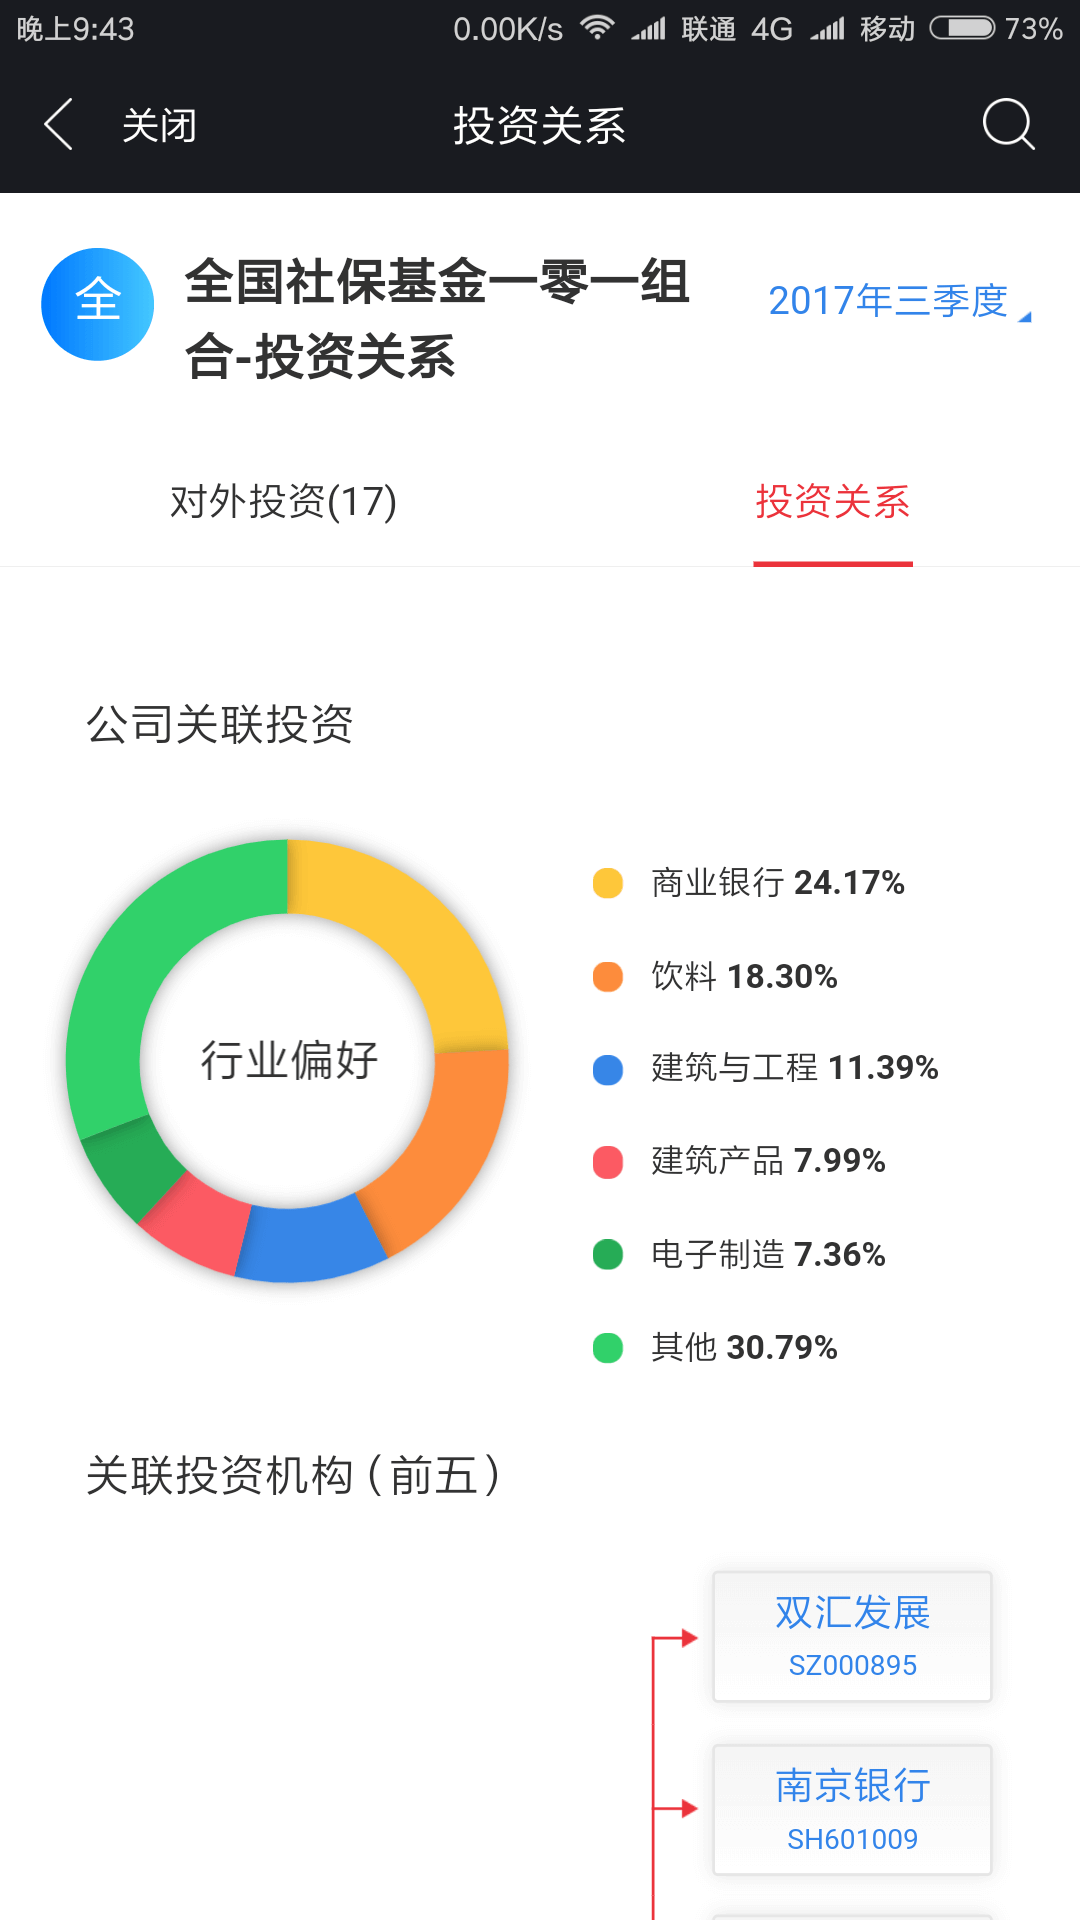 晚上9:43 0.00K/s 联通 4G 移动 73%
关闭 投资关系
全 全国社保基金一零一组
合-投资关系
2017年三季度
对外投资(17) 投资关系
公司关联投资
行业偏好
商业银行 24.17%
饮料 18.30%
建筑与工程 11.39%
建筑产品 7.99%
电子制造 7.36%
其他 30.79%
关联投资机构（前五）
双汇发展
SZ000895
南京银行
SH601009